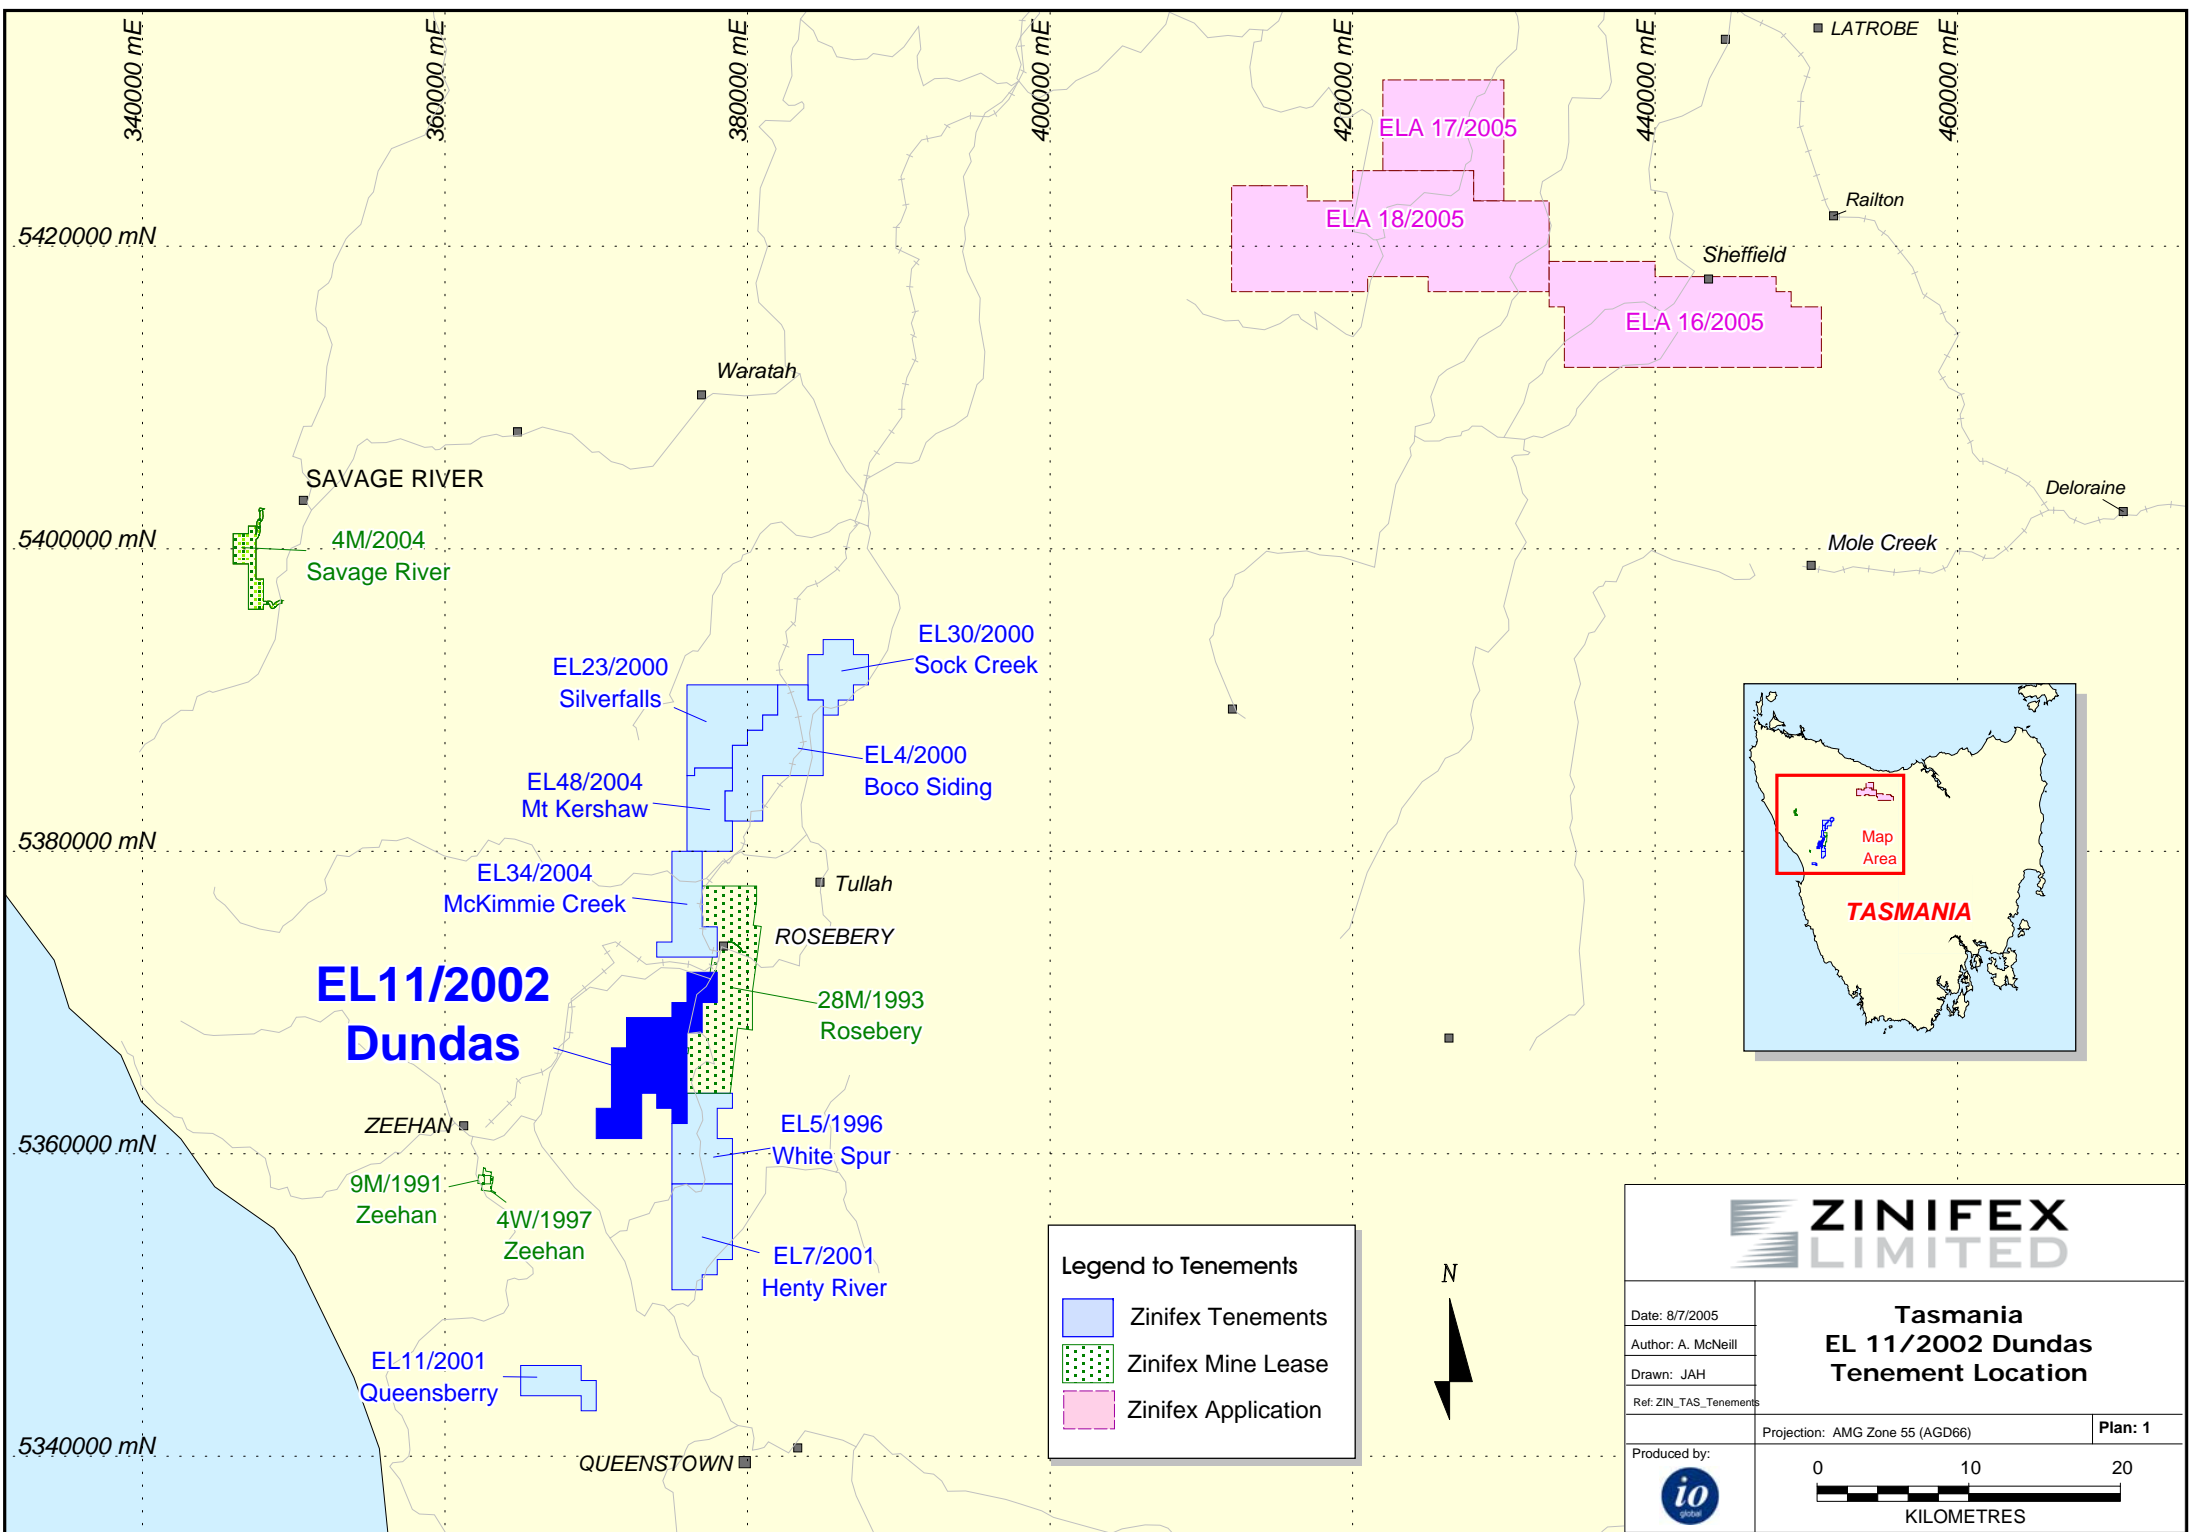 340000 mE
360000 mE
380000 mE
400000 mE
420000 mE
440000 mE
460000 mE
LATROBE
ELA 17/2005
Railton
ELA 18/2005
5420000 mN
Sheffield
ELA 16/2005
Waratah
SAVAGE RIVER
Deloraine
5400000 mN
4M/2004
Savage River
Mole Creek
EL30/2000
Sock Creek
EL23/2000
Silverfalls
EL4/2000
Boco Siding
EL48/2004
Mt Kershaw
Map
Area
5380000 mN
EL34/2004
McKimmie Creek
Tullah
TASMANIA
ROSEBERY
EL11/2002
Dundas
28M/1993
Rosebery
ZEEHAN
EL5/1996
White Spur
5360000 mN
9M/1991
Zeehan
4W/1997
Zeehan
EL7/2001
Henty River
EL11/2001
Queensberry
5340000 mN
QUEENSTOWN
Legend to Tenements
Zinifex Tenements
Zinifex Mine Lease
Zinifex Application
N
ZINIFEX
LIMITED
Date: 8/7/2005
Author: A. McNeill
Drawn: JAH
Ref: ZIN_TAS_Tenements
Tasmania
EL 11/2002 Dundas
Tenement Location
Projection: AMG Zone 55 (AGD66)
Plan: 1
Produced by:
io
global
0 10 20
KILOMETRES